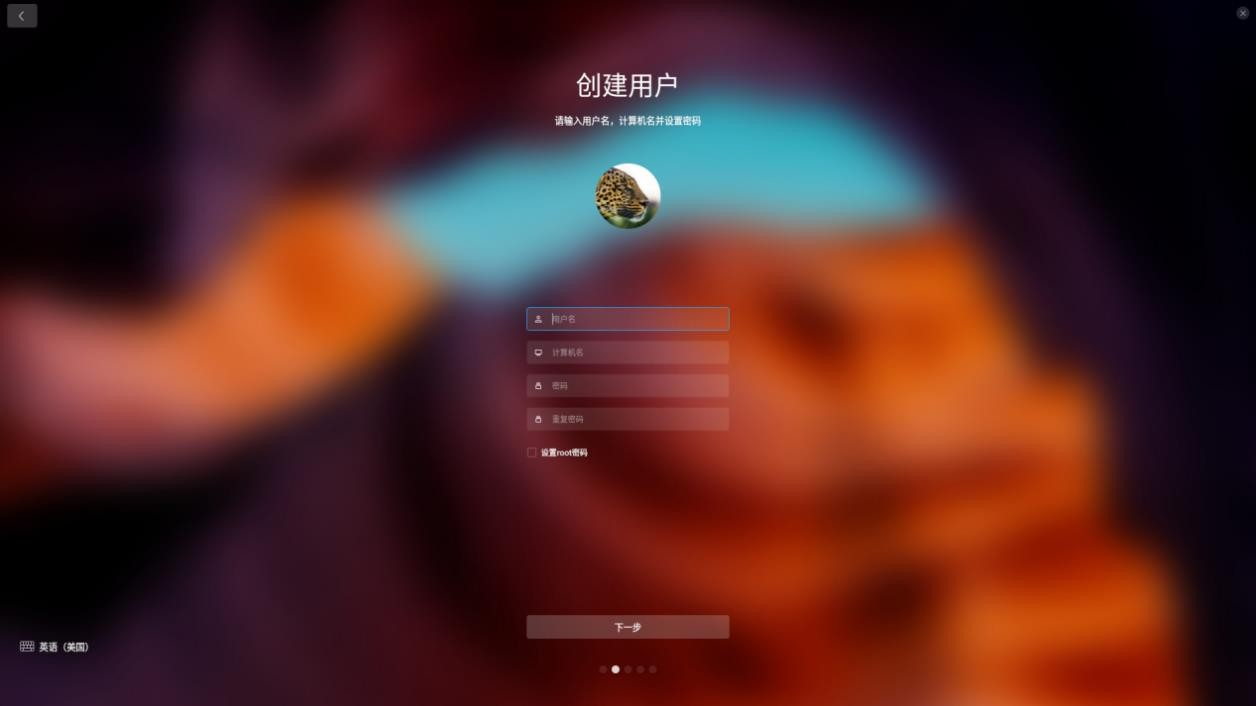 创建用户
请输入用户名，计算机名并设置密码
用户名
计算机名
密码
重复密码
设置root密码
下一步
英语（美国）